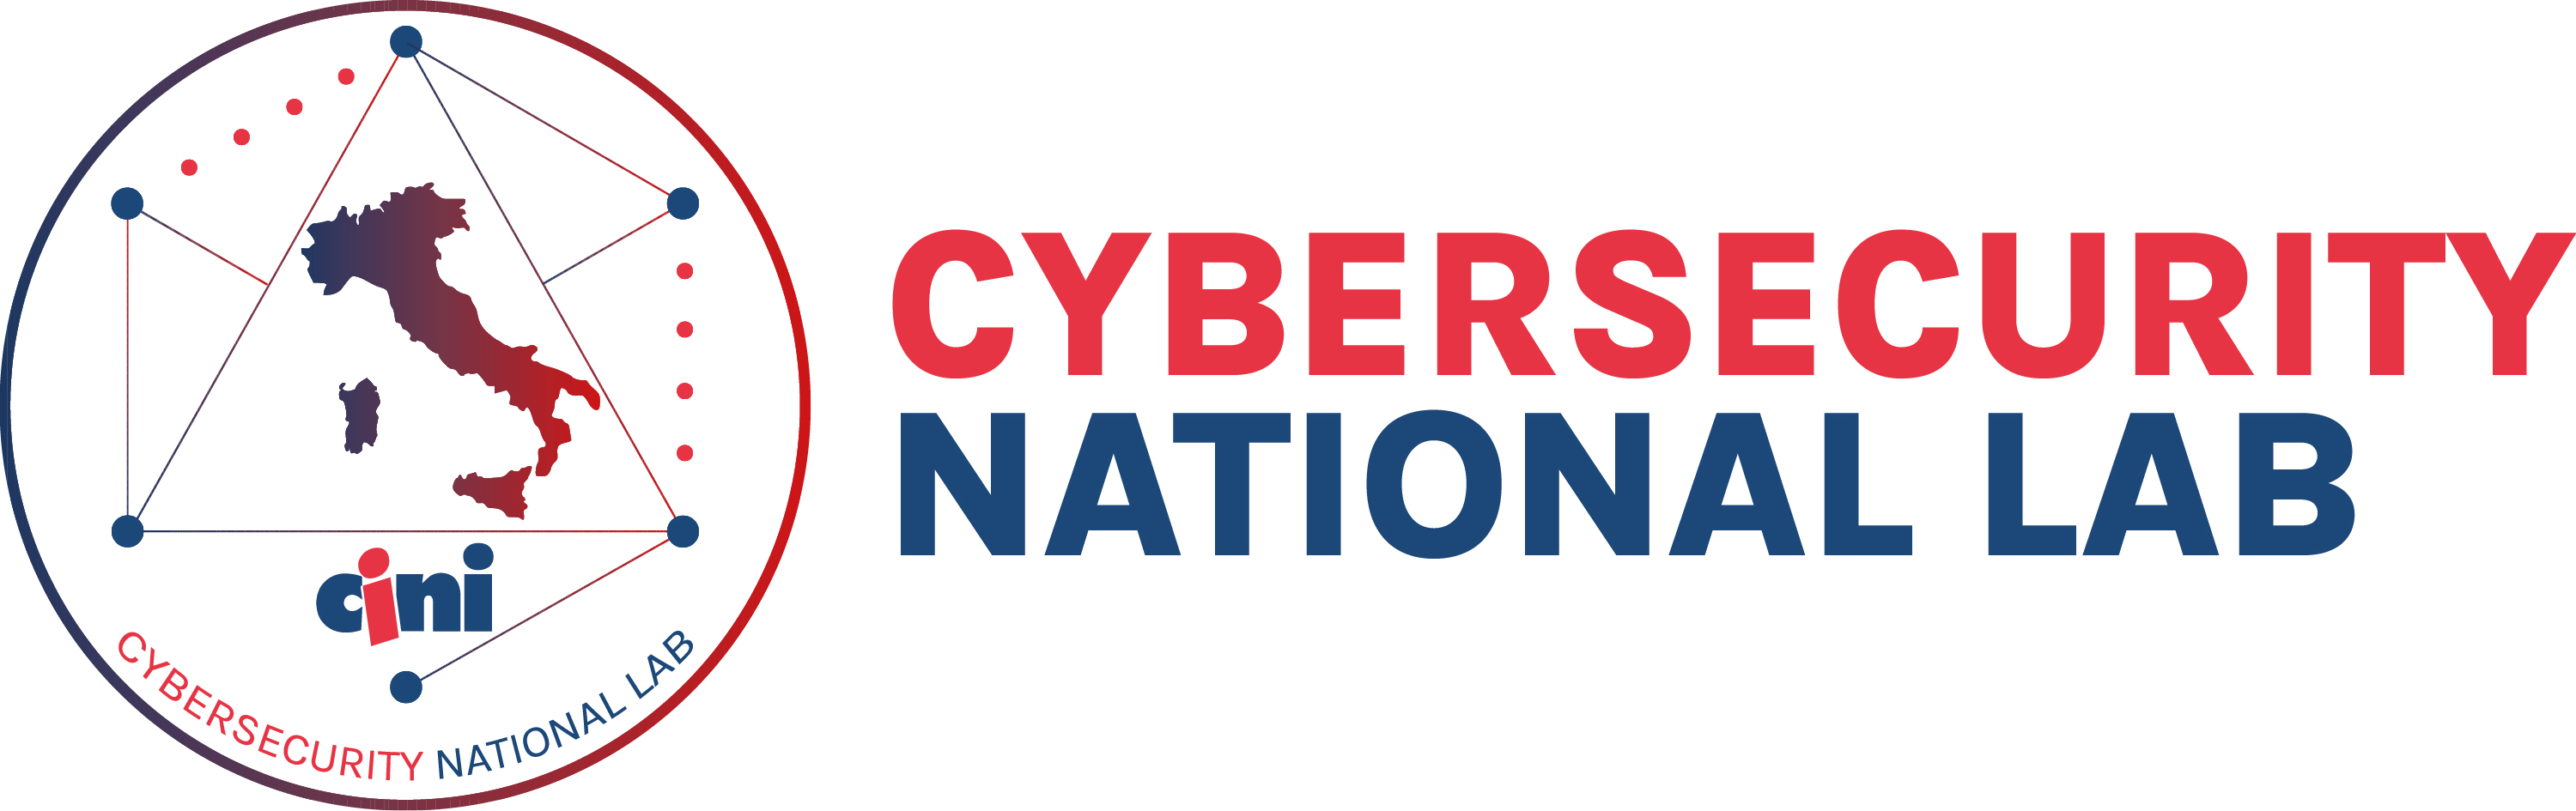 cini
CYBERSECURITY NATIONAL LAB
CYBERSECURITY
NATIONAL LAB